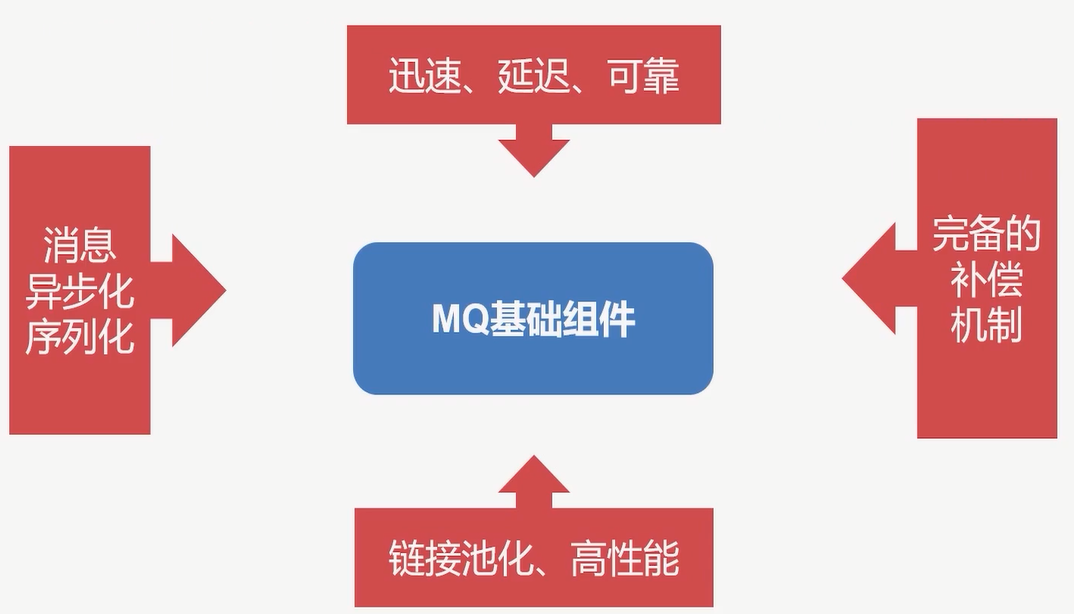 迅速、延迟、可靠
消息
异步化
序列化
MQ基础组件
完备的
补偿
机制
链接池化、高性能